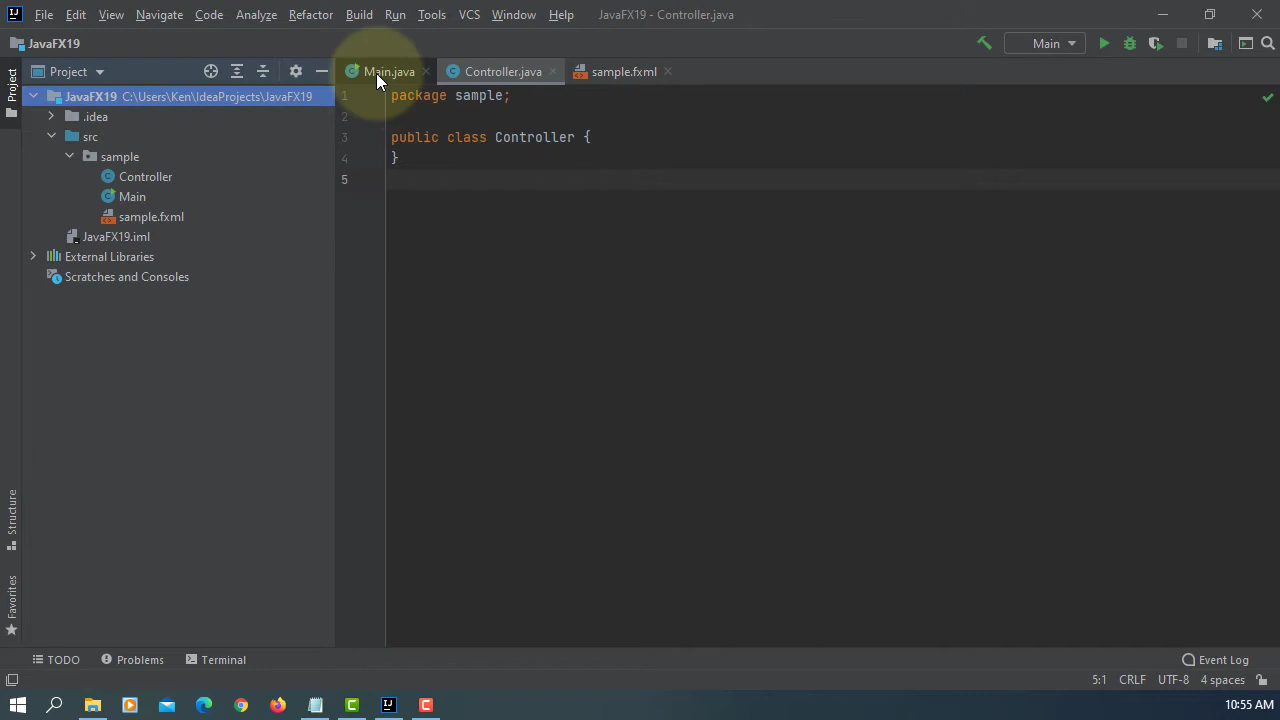 File Edit View Navigate Code Analyze Refactor Build Run Tools VCS Window Help JavaFX19 - Controller.java
JavaFX19 Main
Project
Main.java Controller.java sample.fxml
Project
JavaFX19 C:\Users\Ken\IdeaProjects\JavaFX19
.idea
src
sample
Controller
Main
sample.fxml
JavaFX19.iml
External Libraries
Scratches and Consoles
1 package sample;
2
3 public class Controller {
4 }
5
Structure
Favorites
TODO Problems Terminal Event Log
5:1 CRLF UTF-8 4 spaces
10:55 AM